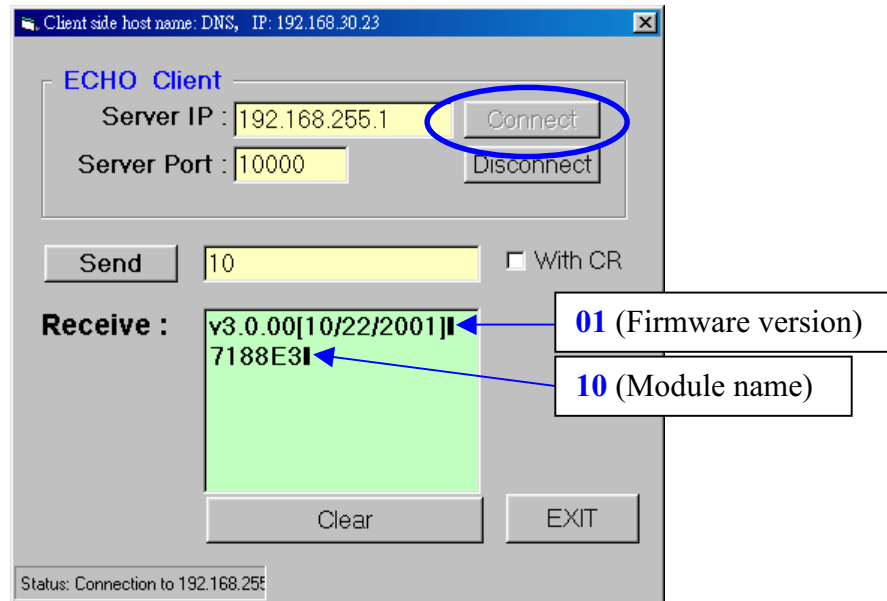 Client side host name: DNS,   IP: 192.168.30.23
ECHO Client
Server IP : 192.168.255.1 Connect
Server Port : 10000 Disconnect
Send 10 With CR
Receive : v3.0.00[10/22/2001] 01 (Firmware version)
7188E3 10 (Module name)
Clear EXIT
Status: Connection to 192.168.255